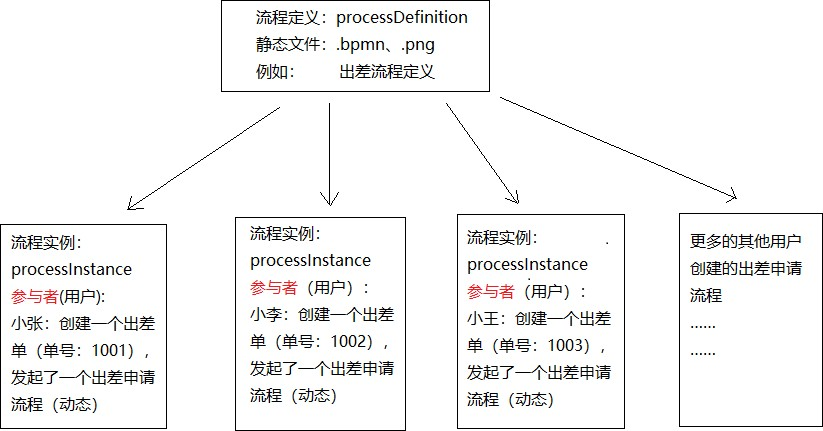 流程定义：processDefinition
静态文件：.bpmn、.png
例如： 出差流程定义
流程实例：
processInstance
参与者(用户):
小张：创建一个出差
单（单号：1001），
发起了一个出差申请
流程（动态）
流程实例：
processInstance
参与者（用户）：
小李：创建一个出差
单（单号：1002），
发起了一个出差申请
流程（动态）
流程实例：
processInstance
参与者（用户）：
小王：创建一个出差
单（单号：1003），
发起了一个出差申请
流程（动态）
更多的其他用户
创建的出差申请
流程
......
......